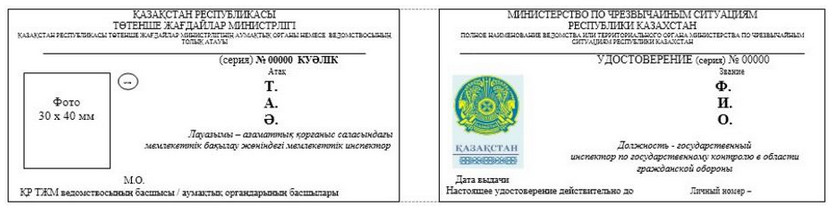 ҚАЗАҚСТАН РЕСПУБЛИКАСЫ
ТӨТЕНШЕ ЖАҒДАЙЛАР МИНИСТРЛІГІ
ҚАЗАҚСТАН РЕСПУБЛИКАСЫ ТӨТЕНШЕ ЖАҒДАЙЛАР МИНИСТРЛІГІНІҢ АУМАҚТЫҚ ОРГАНЫ НЕМЕСЕ ВЕДОМСТВОСЫНЫҢ
ТОЛЫҚ АТАУЫ
(серия) № 00000 КУӘЛІК
Атақ
Фото
30 х 40 мм
Т.
А.
Ә.
Лауазымы – азаматтық қорғаныс саласындағы
мемлекеттік бақылау жөніндегі мемлекеттік инспектор
М.О.
ҚР ТЖМ ведомствосының басшысы / аумақтық органдарының басшылары
МИНИСТЕРСТВО ПО ЧРЕЗВЫЧАЙНЫМ СИТУАЦИЯМ
РЕСПУБЛИКИ КАЗАХСТАН
ПОЛНОЕ НАИМЕНОВАНИЕ ВЕДОМСТВА ИЛИ ТЕРРИТОРИАЛЬНОГО ОРГАНА МИНИСТЕРСТВА ПО ЧРЕЗВЫЧАЙНЫМ
СИТУАЦИЯМ РЕСПУБЛИКИ КАЗАХСТАН
УДОСТОВЕРЕНИЕ (серия) № 00000
Звание
Ф.
И.
О.
ҚАЗАҚСТАН
Должность - государственный
инспектор по государственному контролю в области
гражданской обороны
Дата выдачи
Настоящее удостоверение действительно до Личный номер –